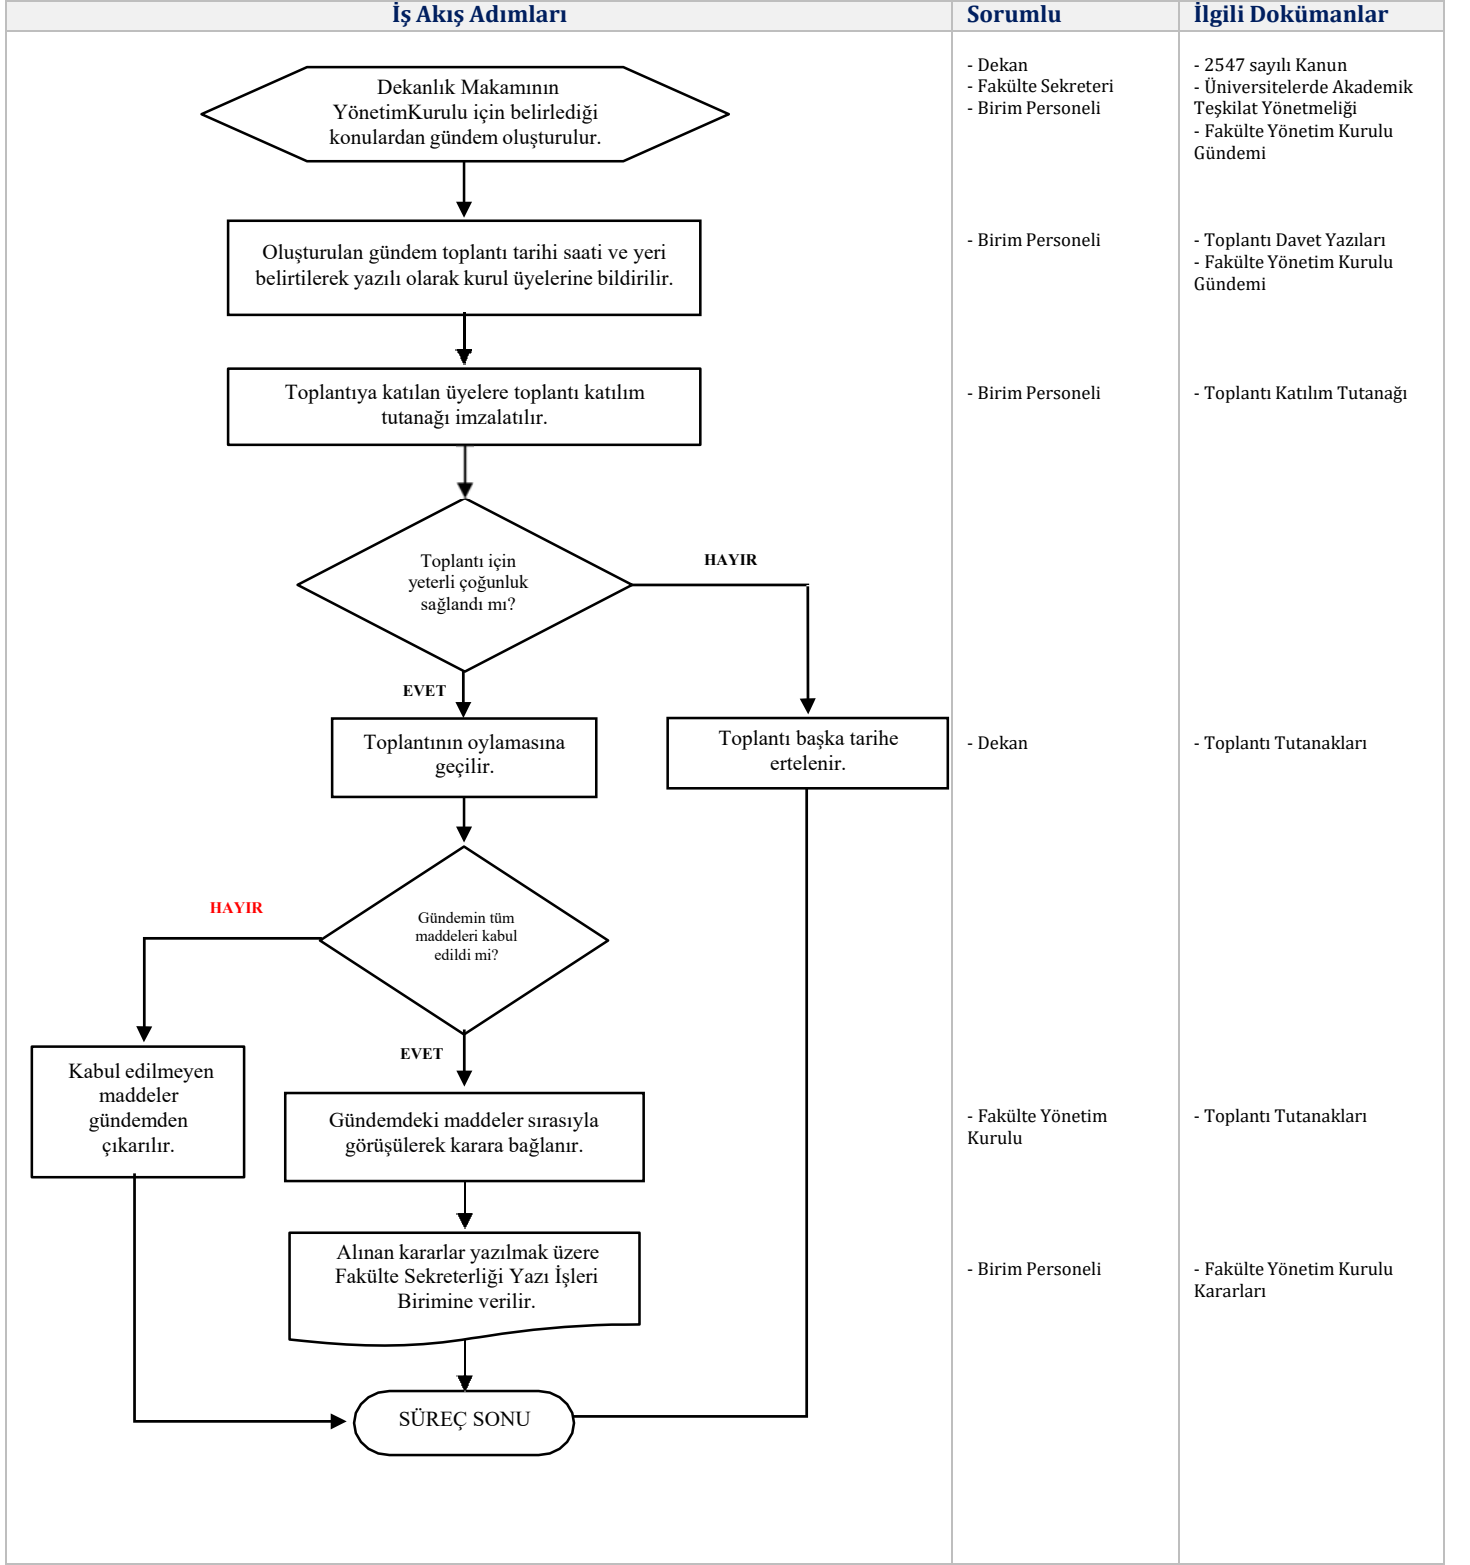 İş Akış Adımları
Sorumlu
İlgili Dokümanlar
Dekanlık Makamının
YönetimKurulu için belirlediği
konulardan gündem oluşturulur.
- Dekan
- Fakülte Sekreteri
- Birim Personeli
- 2547 sayılı Kanun
- Üniversitelerde Akademik
Teşkilat Yönetmeliği
- Fakülte Yönetim Kurulu
Gündemi
Oluşturulan gündem toplantı tarihi saati ve yeri
belirtilerek yazılı olarak kurul üyelerine bildirilir.
- Birim Personeli
- Toplantı Davet Yazıları
- Fakülte Yönetim Kurulu
Gündemi
Toplantıya katılan üyelere toplantı katılım
tutanağı imzalatılır.
- Birim Personeli
- Toplantı Katılım Tutanağı
Toplantı için
yeterli çoğunluk
sağlandı mı?
HAYIR
EVET
Toplantının oylamasına
geçilir.
Toplantı başka tarihe
ertelenir.
- Dekan
- Toplantı Tutanakları
HAYIR
Gündemin tüm
maddeleri kabul
edildi mi?
EVET
Kabul edilmeyen
maddeler
gündemden
çıkarılır.
Gündemdeki maddeler sırasıyla
görüşülerek karara bağlanır.
- Fakülte Yönetim
Kurulu
- Toplantı Tutanakları
Alınan kararlar yazılmak üzere
Fakülte Sekreterliği Yazı İşleri
Birimine verilir.
- Birim Personeli
- Fakülte Yönetim Kurulu
Kararları
SÜREÇ SONU